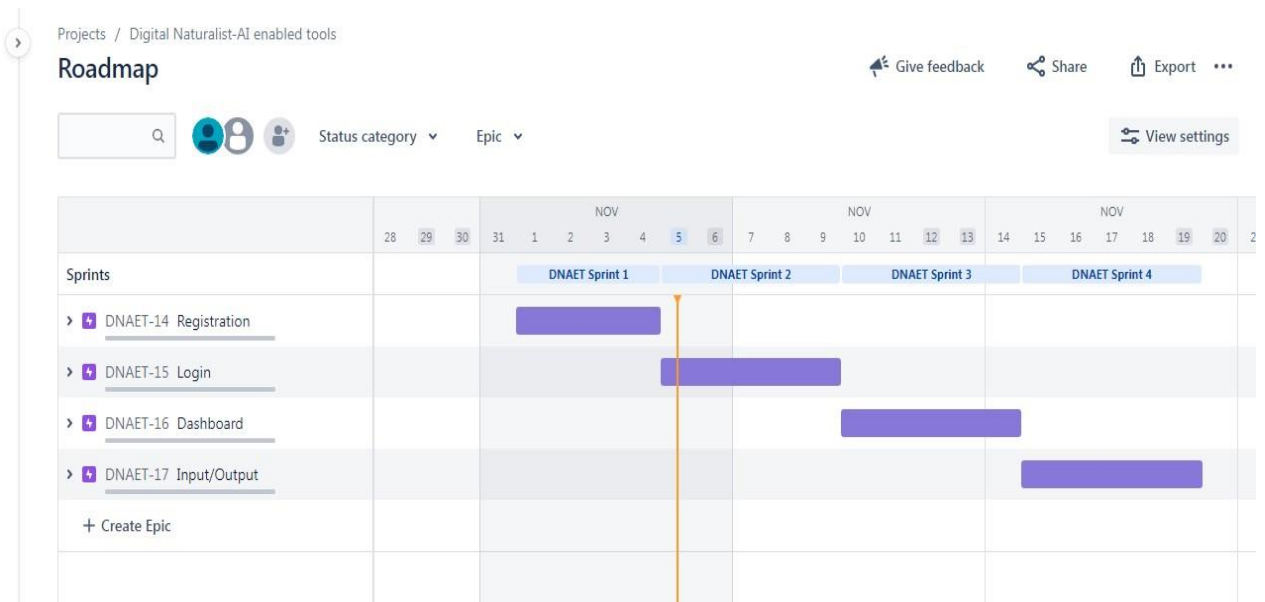 Projects / Digital Naturalist-AI enabled tools
Roadmap
Give feedback
Share
Export
Status category
Epic
View settings
NOV NOV NOV
28 29 30 31 1 2 3 4 5 6 7 8 9 10 11 12 13 14 15 16 17 18 19 20 2
Sprints DNAET Sprint 1 DNAET Sprint 2 DNAET Sprint 3 DNAET Sprint 4
DNAET-14 Registration
DNAET-15 Login
DNAET-16 Dashboard
DNAET-17 Input/Output
+ Create Epic